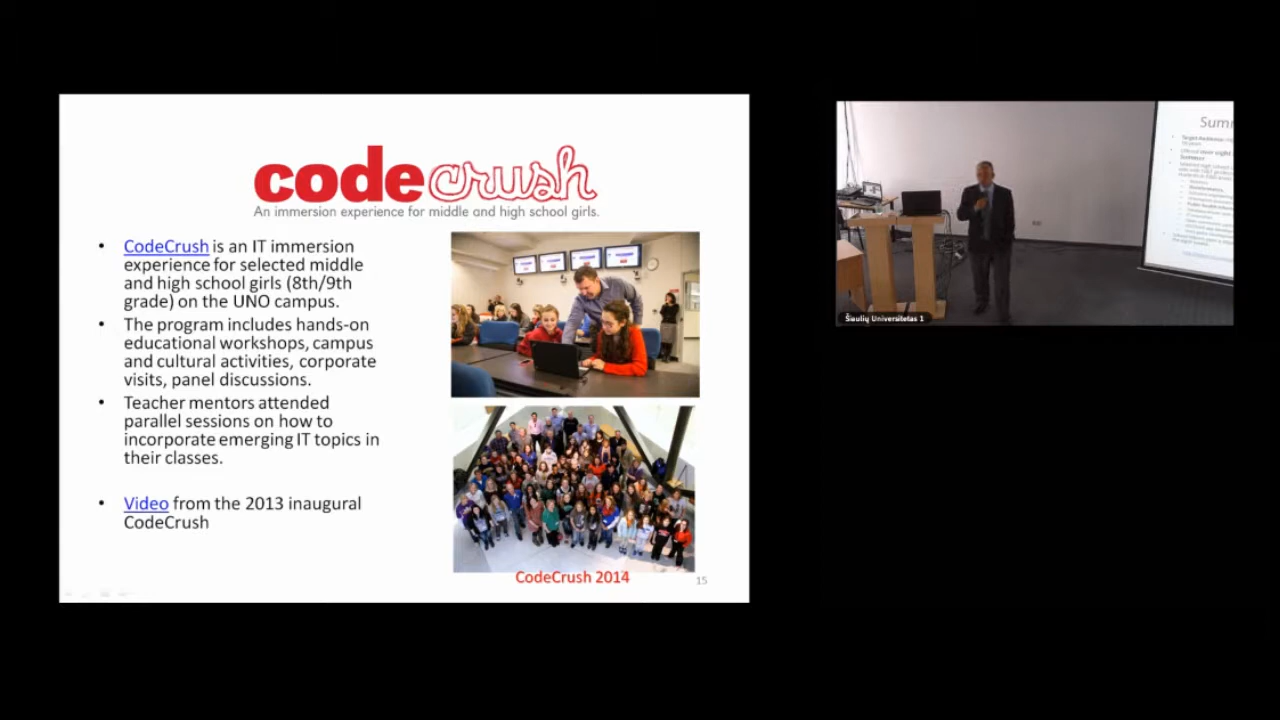 codecrush
An immersion experience for middle and high school girls.
• CodeCrush is an IT immersion
experience for selected middle
and high school girls (8th/9th
grade) on the UNO campus.
• The program includes hands-on
educational workshops, campus
and cultural activities, corporate
visits, panel discussions.
• Teacher mentors attended
parallel sessions on how to
incorporate emerging IT topics in
their classes.
• Video from the 2013 inaugural
CodeCrush
CodeCrush 2014
15
Šiaulių Universitetas 1